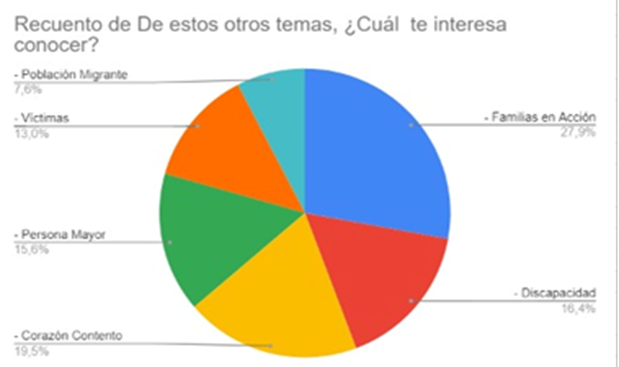 Recuento de De estos otros temas, ¿Cuál te interesa
conocer?
- Población Migrante
7,6%
- Víctimas
13,0%
- Persona Mayor
15,6%
- Corazón Contento
19,5%
- Familias en Acción
27,9%
- Discapacidad
16,4%